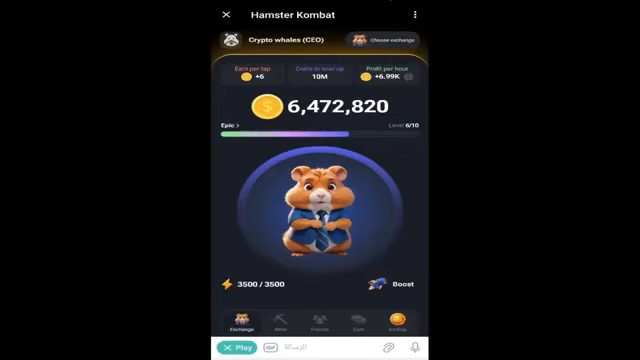 Hamster Kombat
Crypto whales (CEO)
Choose exchange
Earn per tap
+6
Coins to level up
10M
Profit per hour
+6.99K
6,472,820
Epic >
Level 6/10
3500 / 3500
Boost
Exchange
Mine
Friends
Earn
Airdrop
Play
GIF
الرسالة